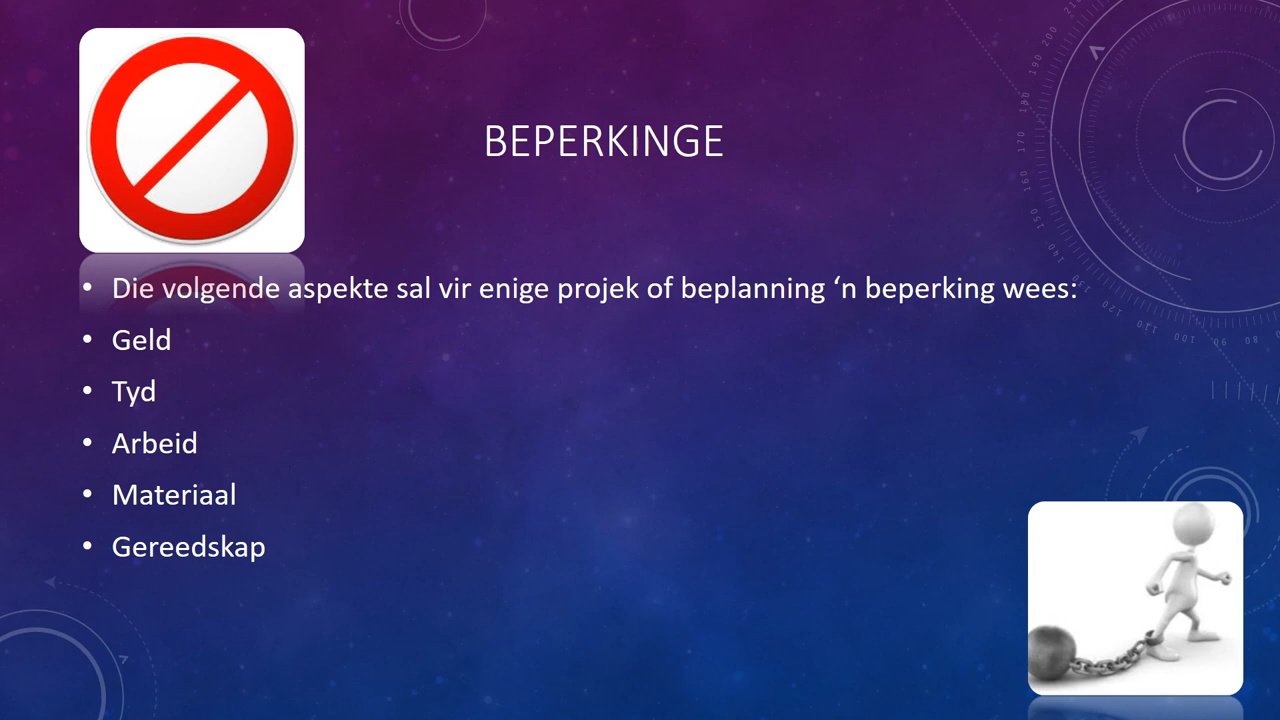 BEPERKINGE
• Die volgende aspekte sal vir enige projek of beplanning ‘n beperking wees:
• Geld
• Tyd
• Arbeid
• Materiaal
• Gereedskap